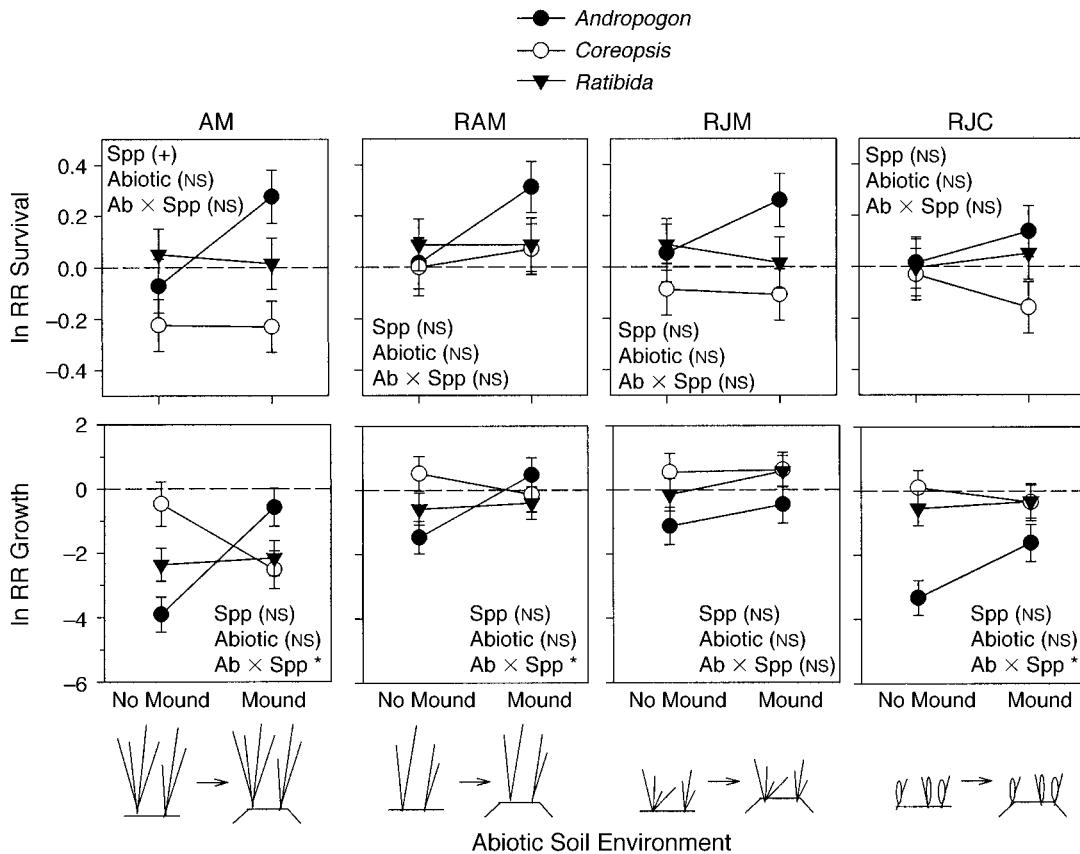 Andropogon
Coreopsis
Ratibida
AM
RAM
RJM
RJC
ln RR Survival
0.4
0.2
0.0
−0.2
−0.4
Spp (+)
Abiotic (NS)
Ab × Spp (NS)
Spp (NS)
Abiotic (NS)
Ab × Spp (NS)
Spp (NS)
Abiotic (NS)
Ab × Spp (NS)
Spp (NS)
Abiotic (NS)
Ab × Spp (NS)
ln RR Growth
2
0
−2
−4
−6
Spp (NS)
Abiotic (NS)
Ab × Spp *
Spp (NS)
Abiotic (NS)
Ab × Spp *
Spp (NS)
Abiotic (NS)
Ab × Spp (NS)
Spp (NS)
Abiotic (NS)
Ab × Spp *
No Mound Mound No Mound Mound No Mound Mound No Mound Mound
Abiotic Soil Environment